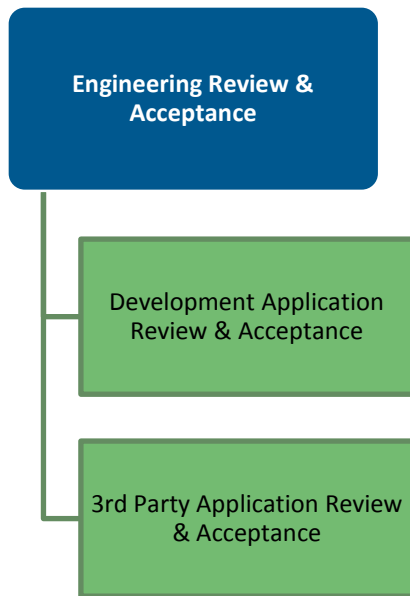 Engineering Review &
Acceptance
Development Application
Review & Acceptance
3rd Party Application Review
& Acceptance